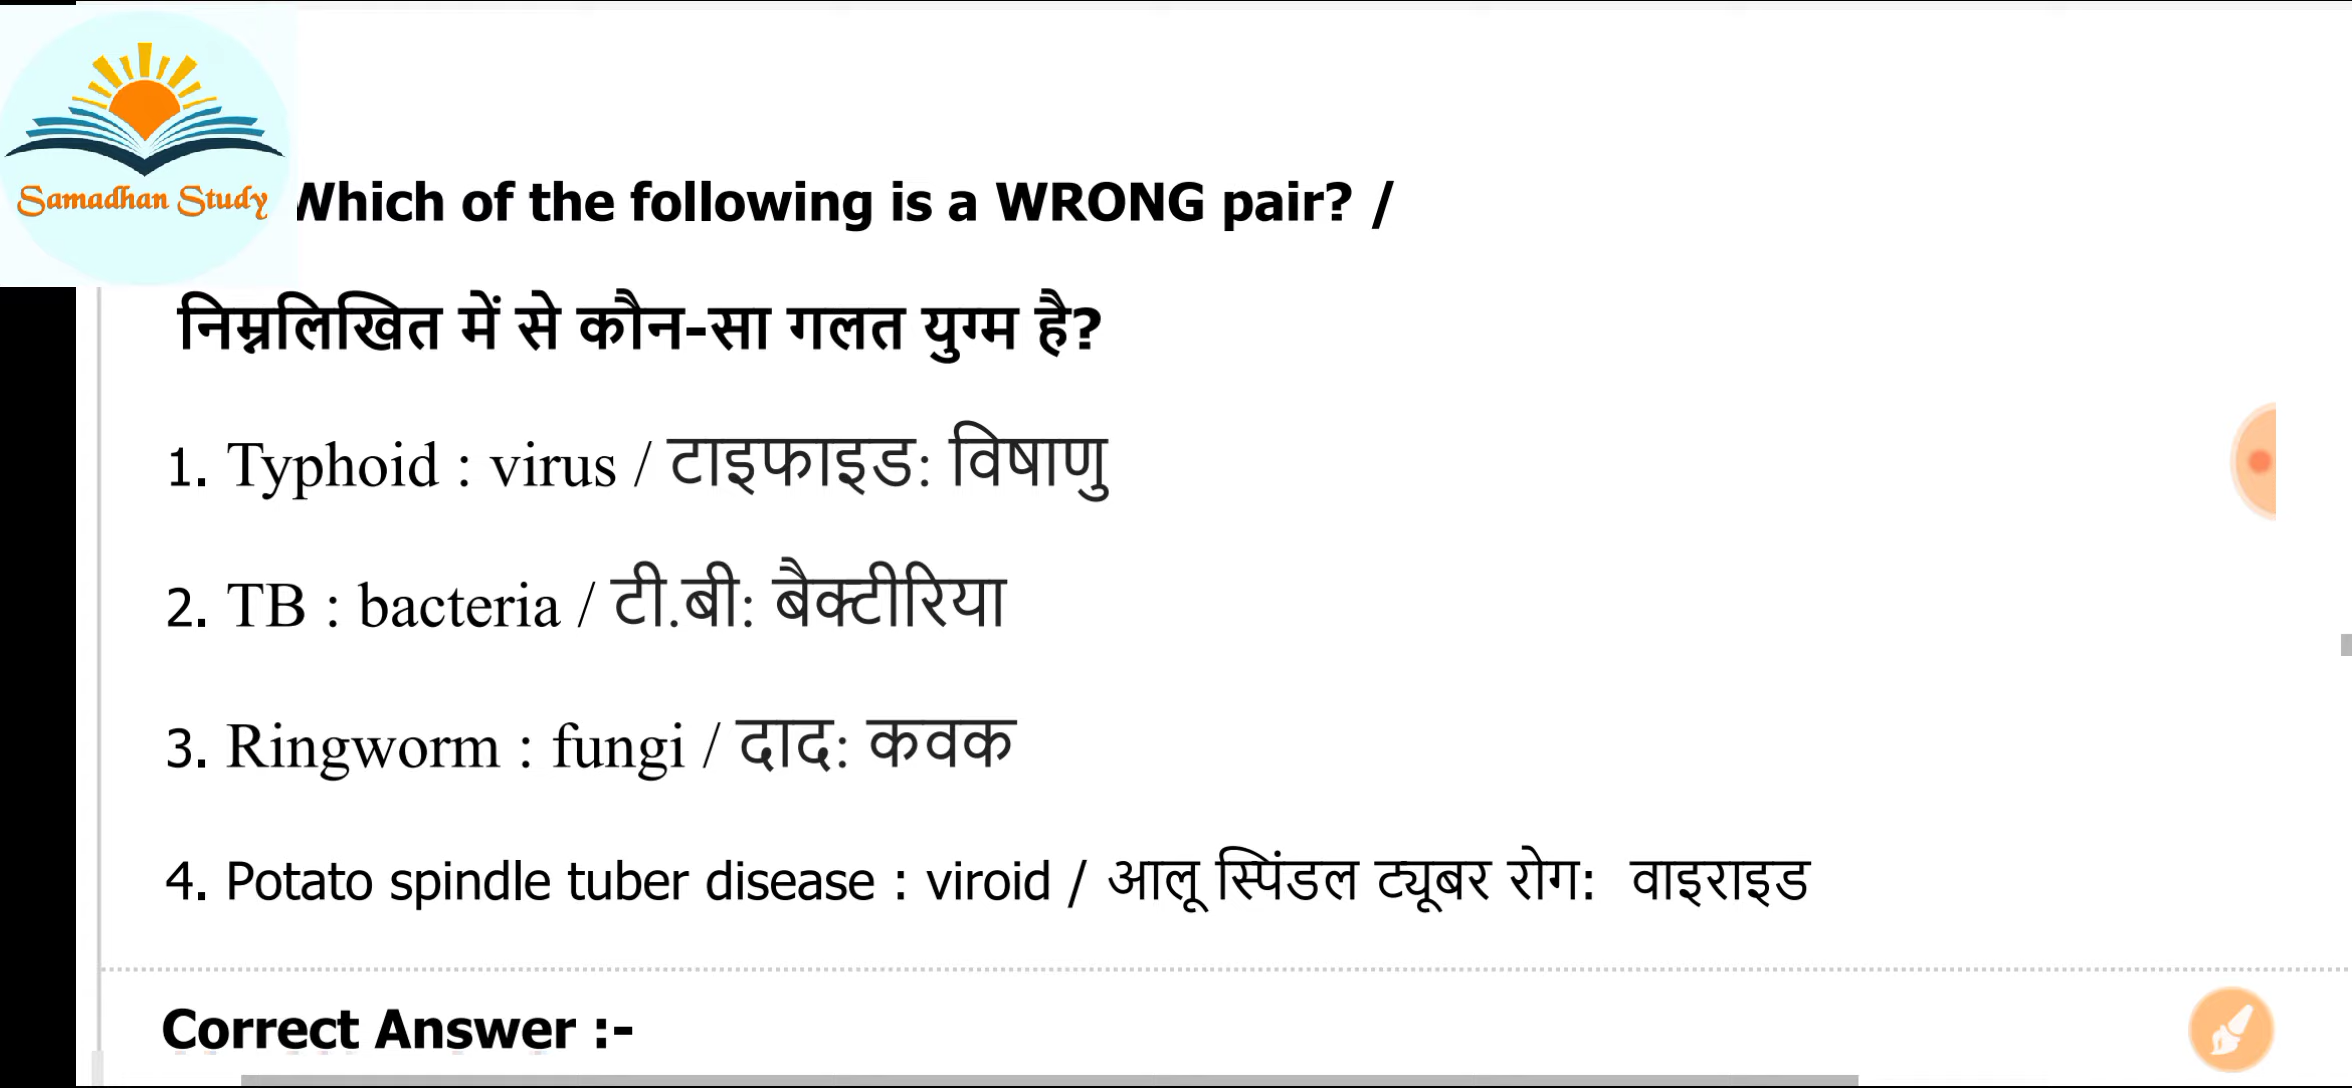 Samadhan Study
Which of the following is a WRONG pair? /
निम्नलिखित में से कौन-सा गलत युग्म है?
1. Typhoid : virus / टाइफाइड: विषाणु
2. TB : bacteria / टी.बी: बैक्टीरिया
3. Ringworm : fungi / दाद: कवक
4. Potato spindle tuber disease : viroid / आलू स्पिंडल ट्यूबर रोग: वाइराइड
Correct Answer :-